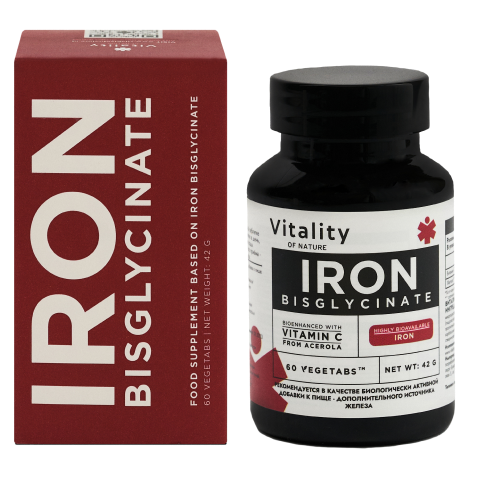 Vitality
IRON
BISGLYCINATE
FOOD SUPPLEMENT BASED ON IRON BISGLYCINATE
60 VEGETABS | NET WEIGHT: 42 G
Vitality
OF NATURE
IRON
BISGLYCINATE
BIOENHANCED WITH
VITAMIN C
FROM ACEROLA
HIGHLY BIOAVAILABLE
IRON
60 VEGETABS™
NET WT: 42 G
РЕКОМЕНДУЕТСЯ В КАЧЕСТВЕ БИОЛОГИЧЕСКИ АКТИВНОЙ
ДОБАВКИ К ПИЩЕ - ДОПОЛНИТЕЛЬНОГО ИСТОЧНИКА
ЖЕЛЕЗА